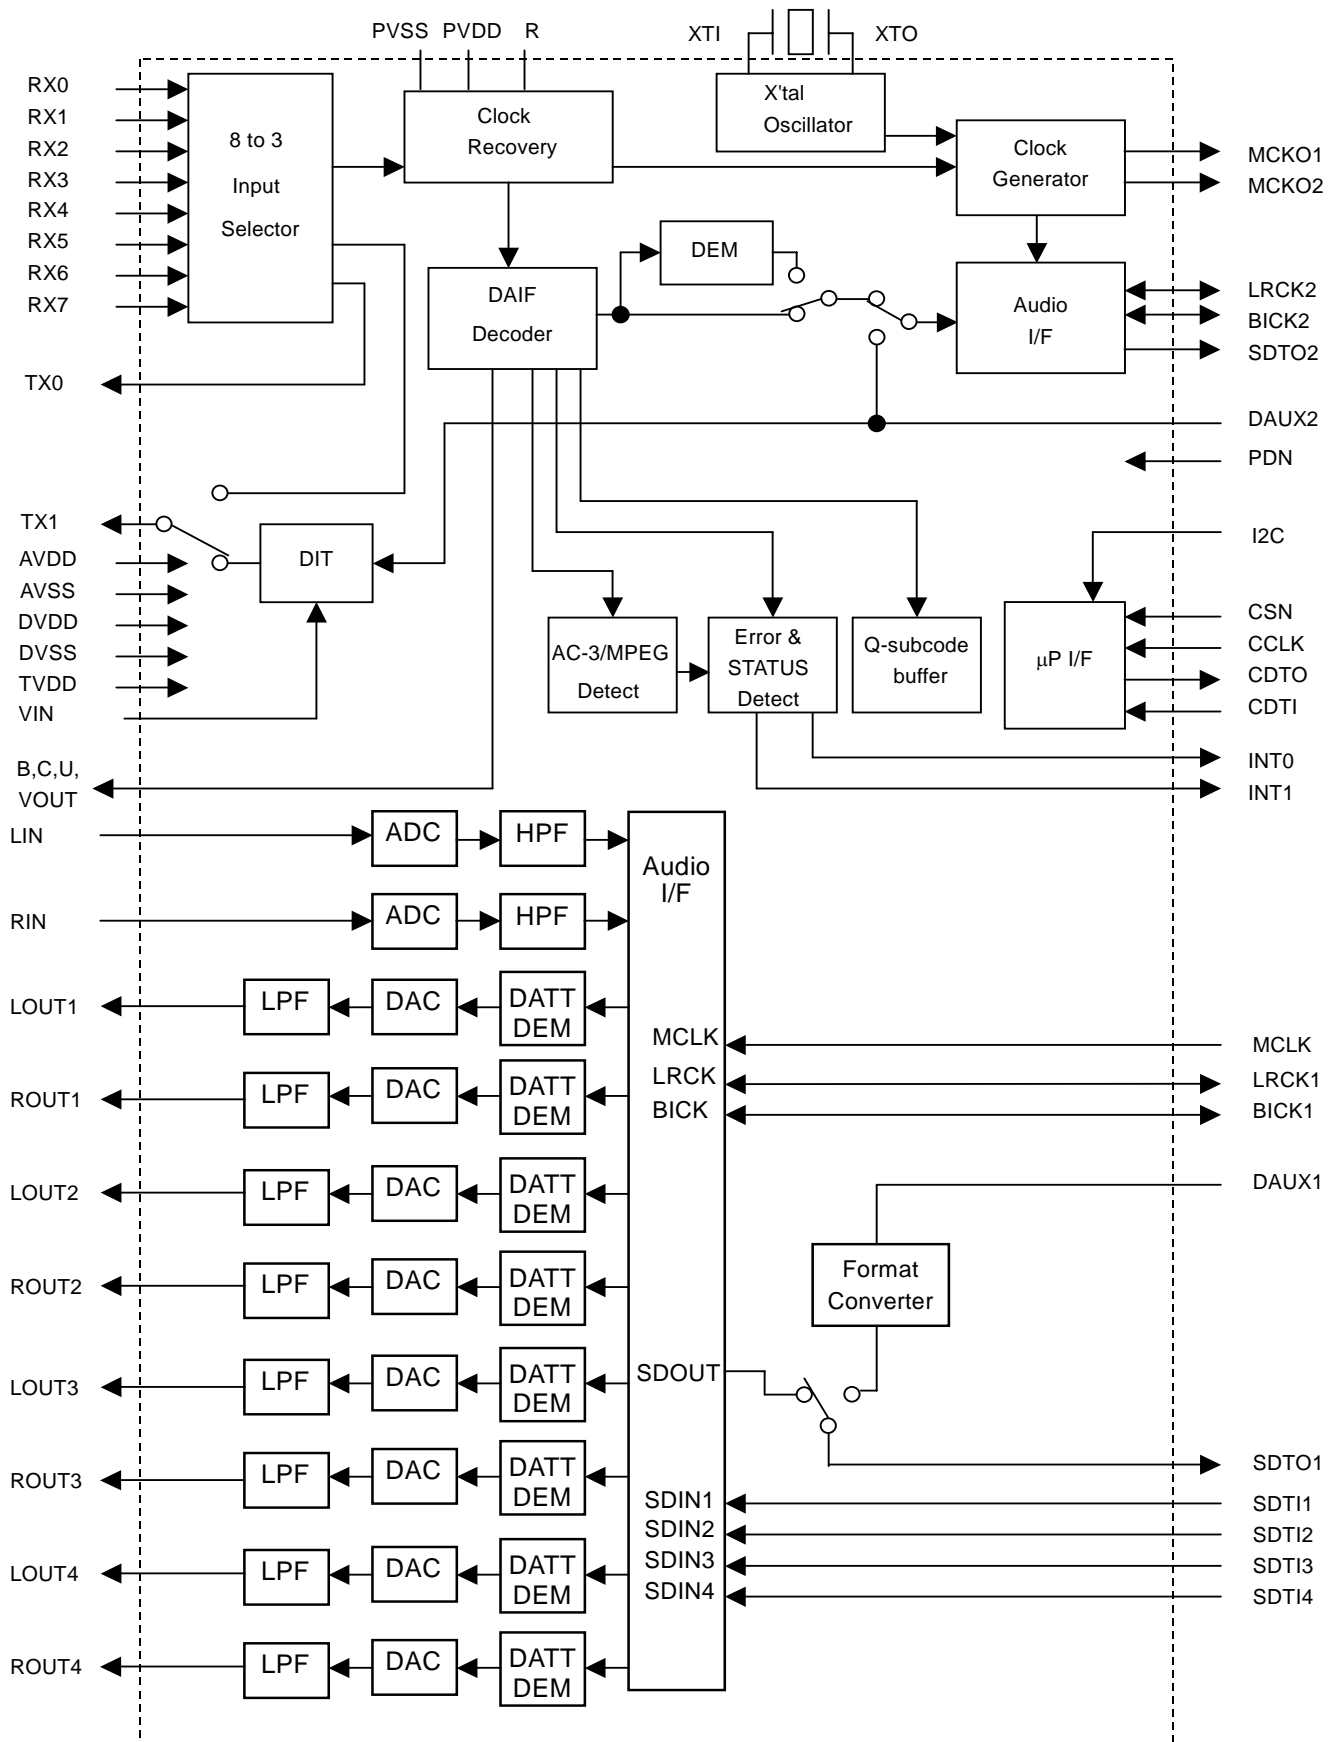 PVSS PVDD R
XTI XTO
RX0
RX1
RX2
RX3
RX4
RX5
RX6
RX7
8 to 3
Input
Selector
Clock
Recovery
X'tal
Oscillator
Clock
Generator
MCKO1
MCKO2
DEM
DAIF
Decoder
Audio
I/F
LRCK2
BICK2
SDTO2
TX0
DAUX2
PDN
TX1
AVDD
AVSS
DVDD
DVSS
TVDD
VIN
DIT
I2C
AC-3/MPEG
Detect
Error &
STATUS
Detect
Q-subcode
buffer
µP I/F
CSN
CCLK
CDTO
CDTI
INT0
INT1
B,C,U,
VOUT
LIN
ADC HPF
Audio
I/F
RIN
ADC HPF
LOUT1
LPF DAC DATT
DEM
ROUT1
LPF DAC DATT
DEM
LOUT2
LPF DAC DATT
DEM
ROUT2
LPF DAC DATT
DEM
LOUT3
LPF DAC DATT
DEM
ROUT3
LPF DAC DATT
DEM
LOUT4
LPF DAC DATT
DEM
ROUT4
LPF DAC DATT
DEM
MCLK
LRCK
BICK
MCLK
LRCK1
BICK1
DAUX1
Format
Converter
SDOUT
SDTO1
SDIN1
SDIN2
SDIN3
SDIN4
SDTI1
SDTI2
SDTI3
SDTI4